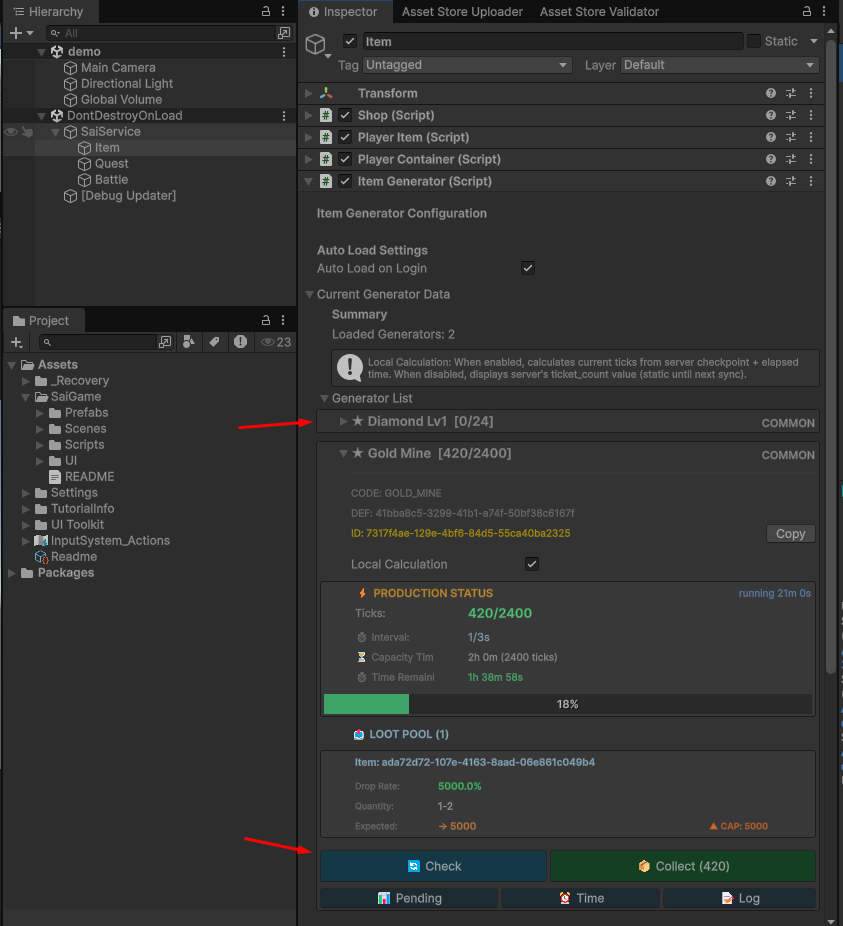 Hierarchy
All
demo
Main Camera
Directional Light
Global Volume
DontDestroyOnLoad
SaiService
Item
Quest
Battle
[Debug Updater]
Project
23
Assets
_Recovery
SaiGame
Prefabs
Scenes
Scripts
UI
README
Settings
TutorialInfo
UI Toolkit
InputSystem_Actions
Readme
Packages
Inspector Asset Store Uploader Asset Store Validator
Item Static
Tag Untagged Layer Default
Transform
# Shop (Script)
# Player Item (Script)
# Player Container (Script)
# Item Generator (Script)
Item Generator Configuration
Auto Load Settings
Auto Load on Login
Current Generator Data
Summary
Loaded Generators: 2
Local Calculation: When enabled, calculates current ticks from server checkpoint + elapsed
time. When disabled, displays server's ticket_count value (static until next sync).
Generator List
★ Diamond Lv1 [0/24] COMMON
★ Gold Mine [420/2400] COMMON
CODE: GOLD_MINE
DEF: 41bba8c5-3299-41b1-a74f-50bf38c6167f
ID: 7317f4ae-129e-4bf6-84d5-55ca40ba2325 Copy
Local Calculation
PRODUCTION STATUS running 21m 0s
Ticks: 420/2400
Interval: 1/3s
Capacity Tim 2h 0m (2400 ticks)
Time Remaini 1h 38m 58s
18%
LOOT POOL (1)
Item: ada72d72-107e-4163-8aad-06e861c049b4
Drop Rate: 5000.0%
Quantity: 1-2
Expected: → 5000 ▲ CAP: 5000
Check Collect (420)
Pending Time Log